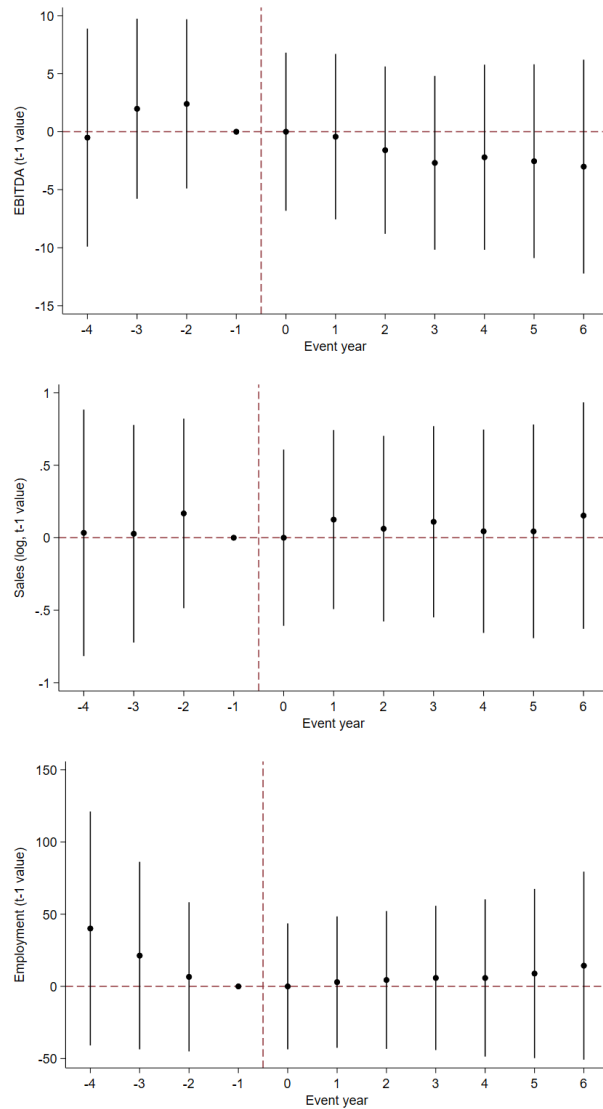 EBITDA (t-1 value)
10
5
0
-5
-10
-15
-4 -3 -2 -1 0 1 2 3 4 5 6
Event year
Sales (log, t-1 value)
1
.5
0
-.5
-1
-4 -3 -2 -1 0 1 2 3 4 5 6
Event year
Employment (t-1 value)
150
100
50
0
-50
-4 -3 -2 -1 0 1 2 3 4 5 6
Event year